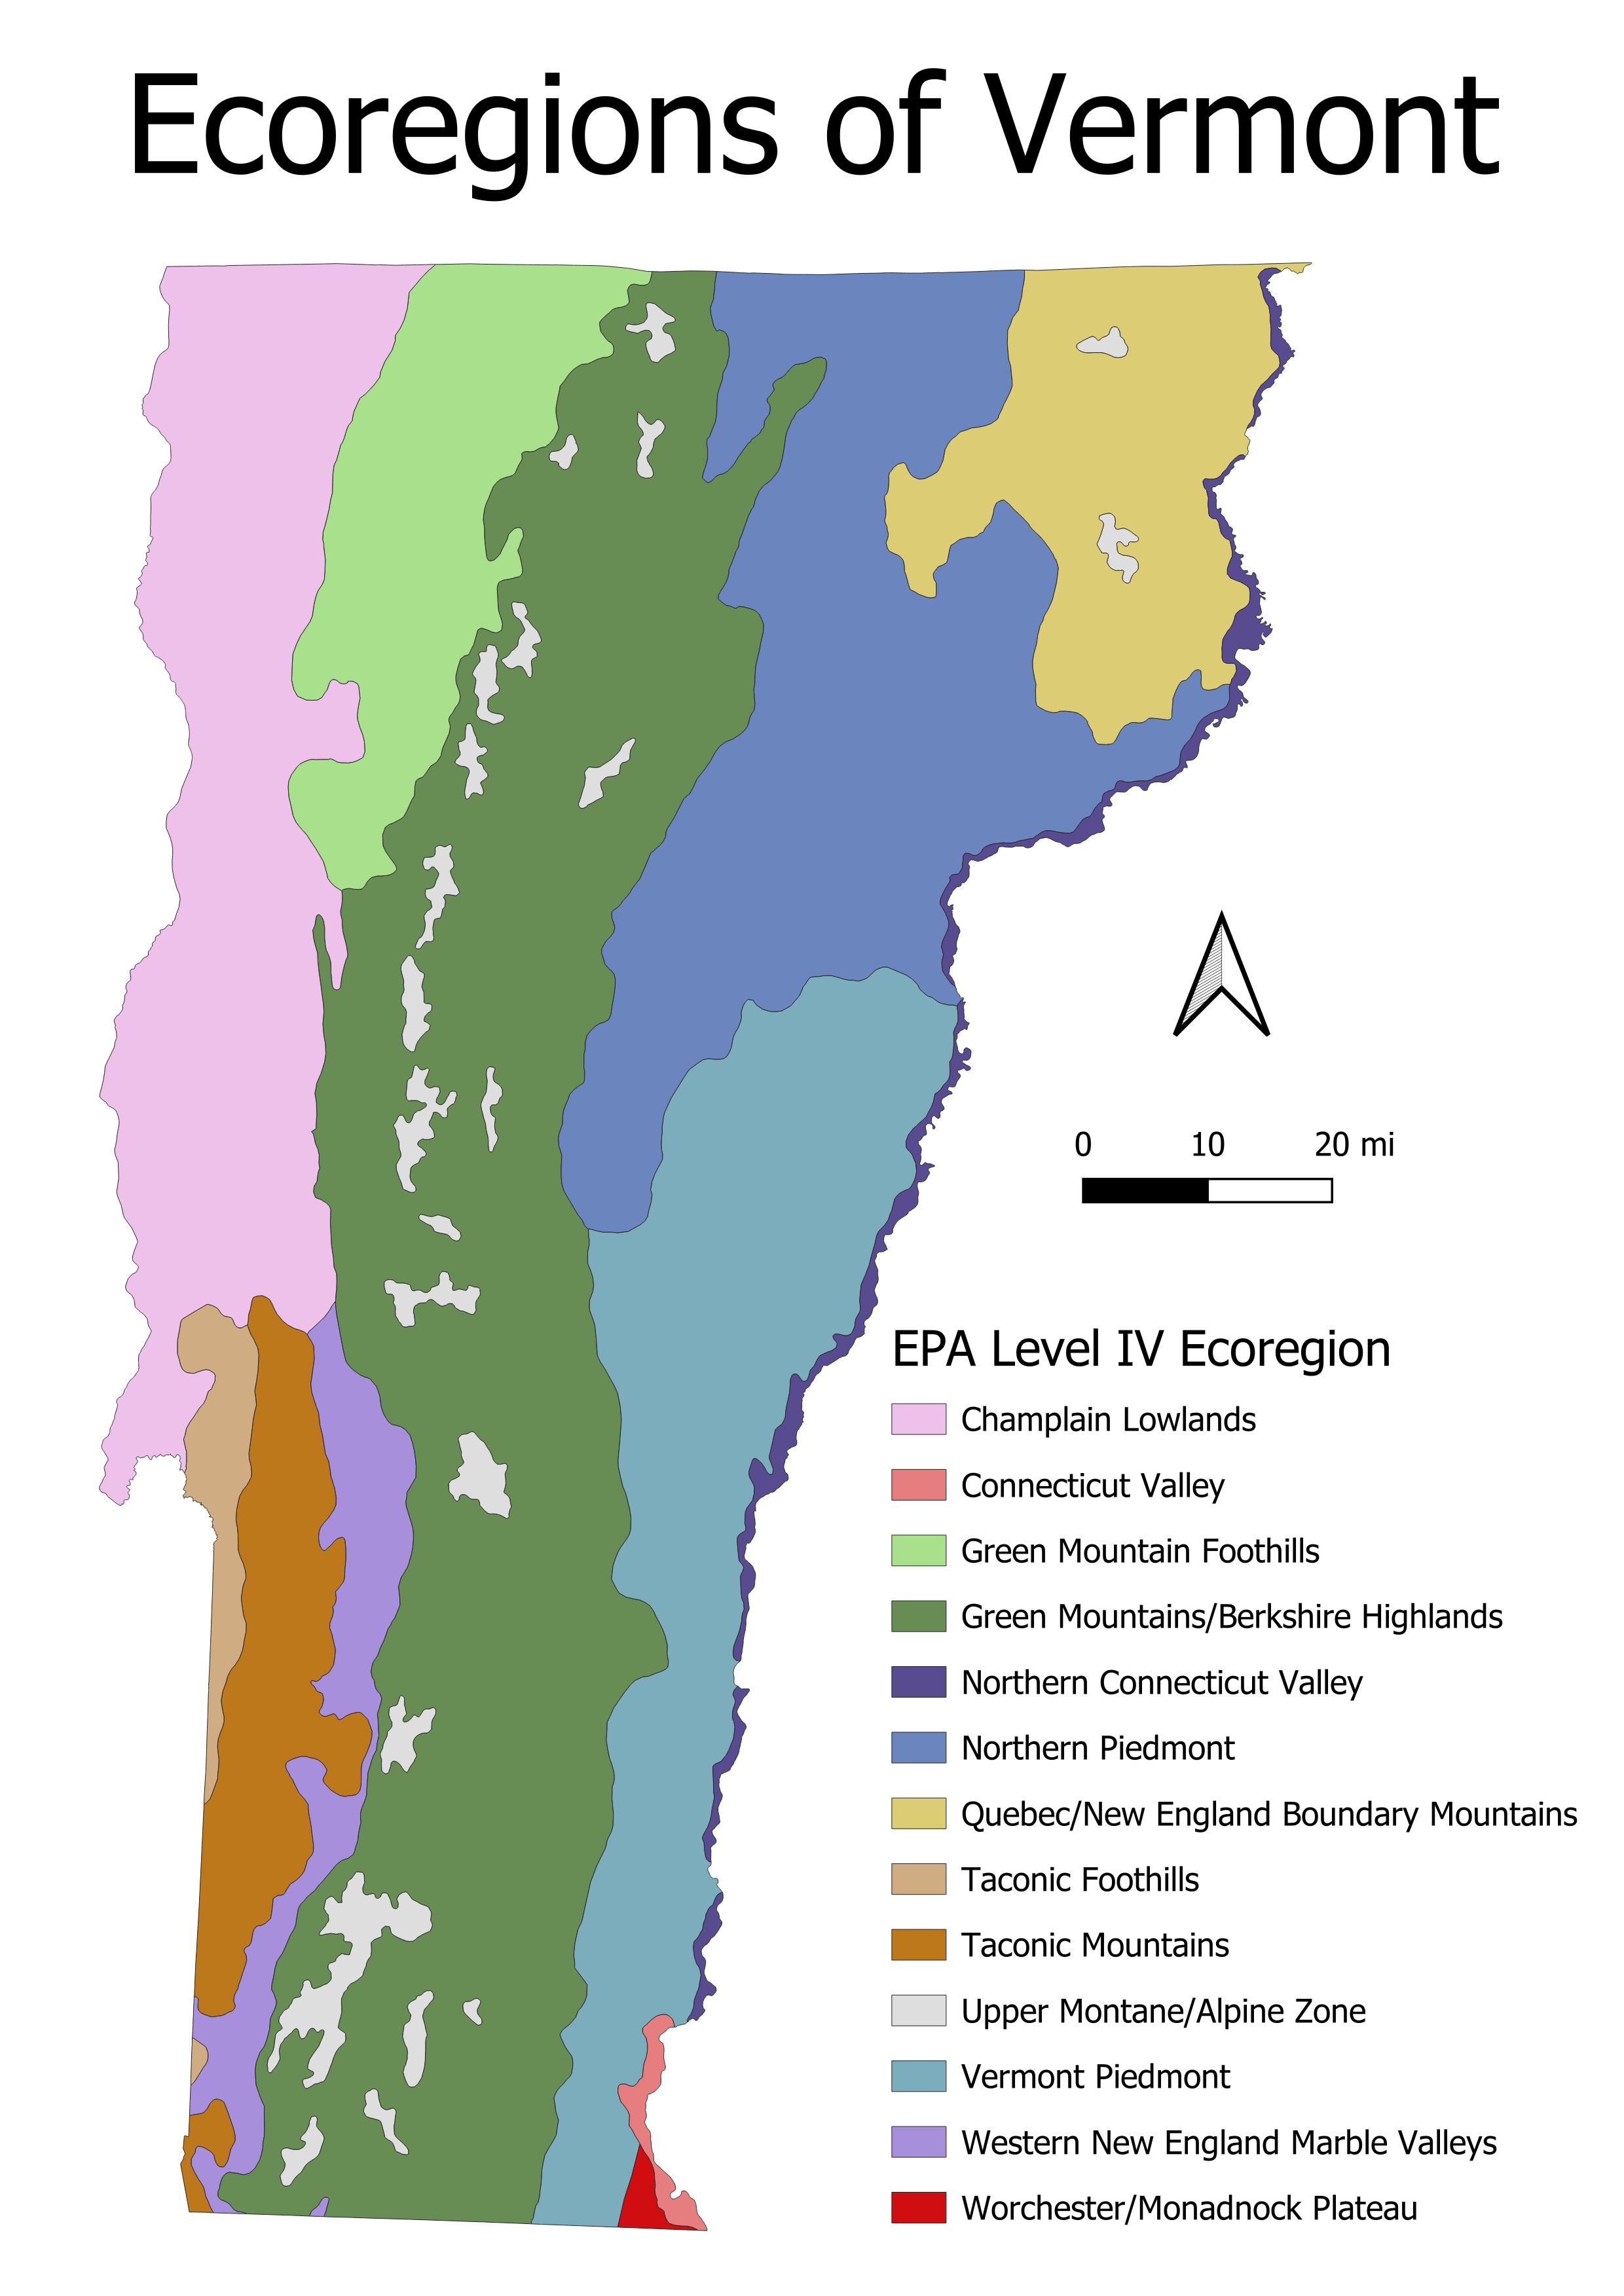 Ecoregions of Vermont
0 10 20 mi
EPA Level IV Ecoregion
Champlain Lowlands
Connecticut Valley
Green Mountain Foothills
Green Mountains/Berkshire Highlands
Northern Connecticut Valley
Northern Piedmont
Quebec/New England Boundary Mountains
Taconic Foothills
Taconic Mountains
Upper Montane/Alpine Zone
Vermont Piedmont
Western New England Marble Valleys
Worchester/Monadnock Plateau